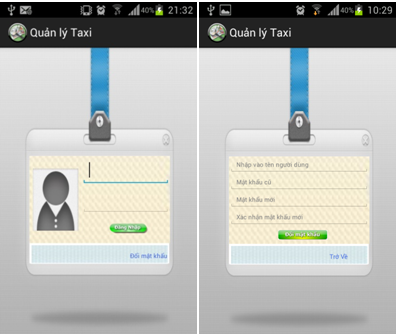 40% 21:32
Quản lý Taxi
Đăng Nhập
Đổi mật khẩu
40% 10:29
Quản lý Taxi
Nhập vào tên người dùng
Mật khẩu cũ
Mật khẩu mới
Xác nhận mật khẩu mới
Đổi mật khẩu
Trở Về